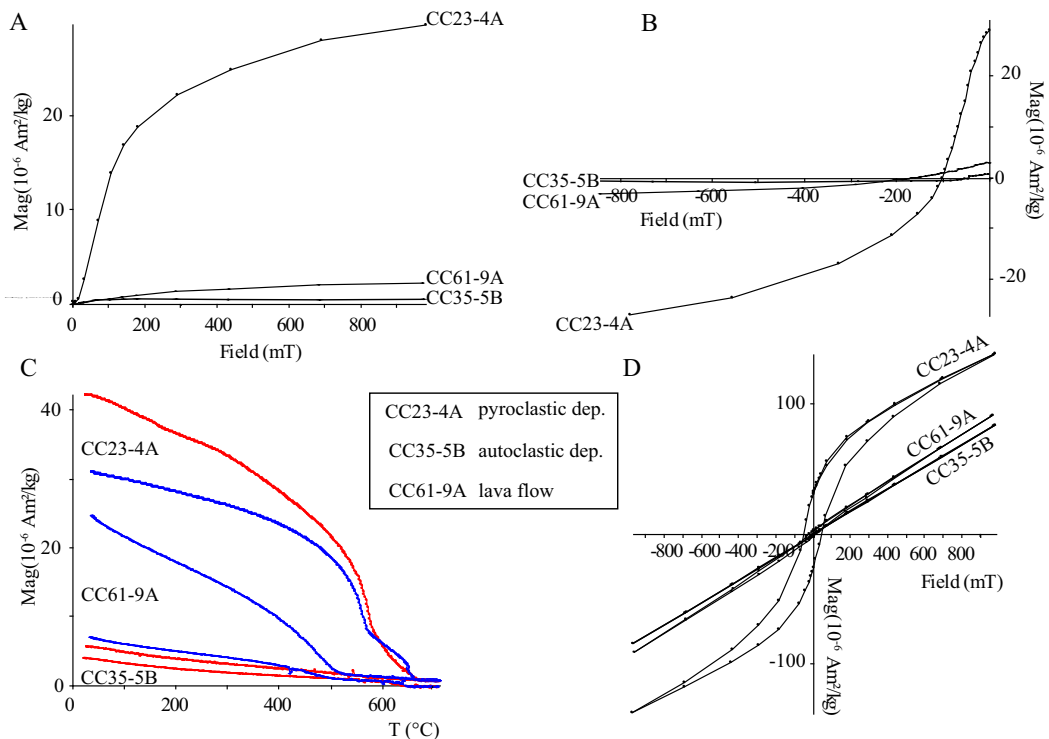 A
CC23-4A
20
10
0
Mag(10⁻⁶ Am²/kg)
CC61-9A
CC35-5B
0
200
400
600
800
Field (mT)
B
20
0
-20
Mag(10⁻⁶ Am²/kg)
CC35-5B
CC61-9A
-800
-600
-400
-200
Field (mT)
CC23-4A
C
40
20
0
Mag(10⁻⁶ Am²/kg)
CC23-4A
CC61-9A
CC35-5B
0
200
400
600
T (°C)
CC23-4A pyroclastic dep.
CC35-5B autoclastic dep.
CC61-9A lava flow
D
CC23-4A
CC61-9A
CC35-5B
100
-100
-800 -600 -400 -200 0 200 400 600 800
Field (mT)
Mag(10⁻⁶ Am²/kg)